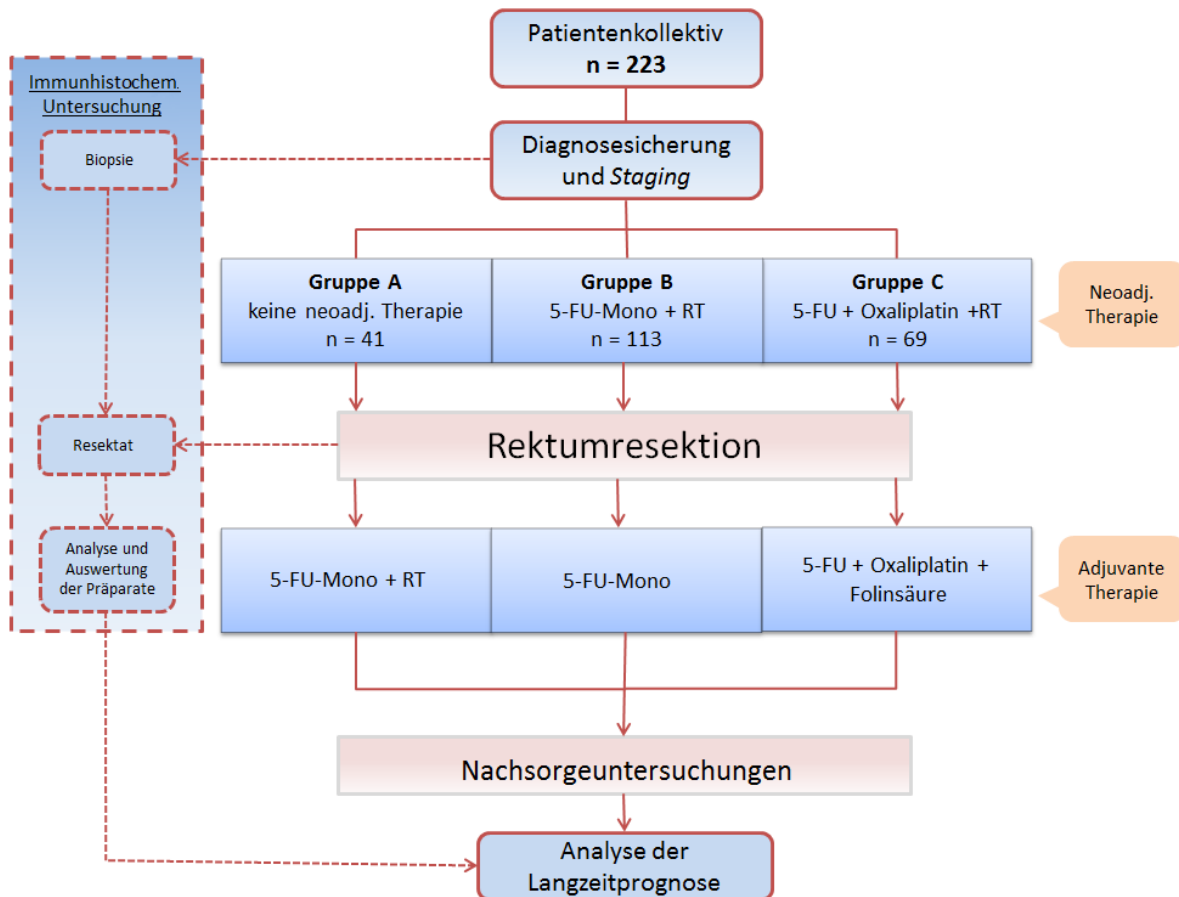 Patientenkollektiv
n = 223
Immunhistochem.
Untersuchung
Biopsie
Diagnosesicherung
und Staging
Gruppe A
keine neoadj. Therapie
n = 41
Gruppe B
5-FU-Mono + RT
n = 113
Gruppe C
5-FU + Oxaliplatin +RT
n = 69
Neoadj.
Therapie
Resektat
Rektumresektion
Analyse und
Auswertung
der Präparate
5-FU-Mono + RT
5-FU-Mono
5-FU + Oxaliplatin +
Folinsäure
Adjuvante
Therapie
Nachsorgeuntersuchungen
Analyse der
Langzeitprognose